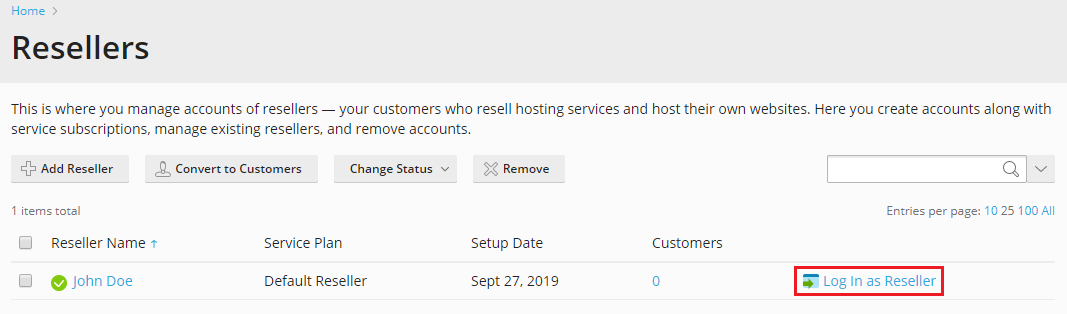 Home >
Resellers
This is where you manage accounts of resellers — your customers who resell hosting services and host their own websites. Here you create accounts along with
service subscriptions, manage existing resellers, and remove accounts.
Add Reseller Convert to Customers Change Status Remove
1 items total Entries per page: 10 25 100 All
Reseller Name ↑ Service Plan Setup Date Customers
John Doe Default Reseller Sept 27, 2019 0 Log In as Reseller